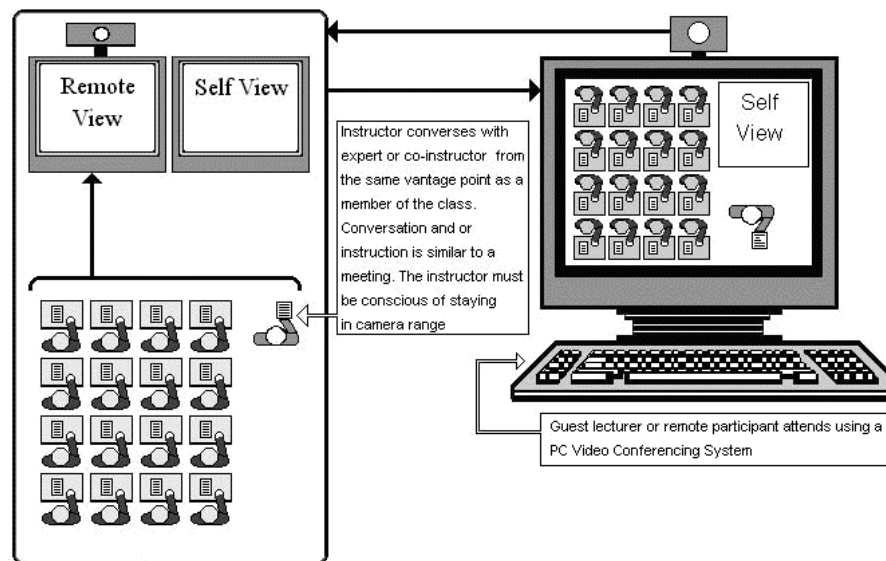 Remote
View
Self View
Instructor converses with
expert or co-instructor from
the same vantage point as a
member of the class.
Conversation and or
instruction is similar to a
meeting. The instructor must
be conscious of staying
in camera range
Self
View
Guest lecturer or remote participant attends using a
PC Video Conferencing System